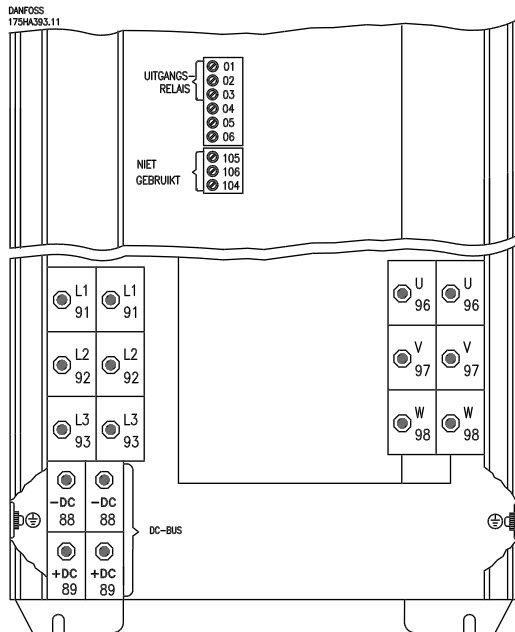 DANFOSS
175HA393.11
UITGANGS-
RELAIS
01
02
03
04
05
06
NIET
GEBRUIKT
105
106
104
L1 L1
91 91
L2 L2
92 92
L3 L3
93 93
-DC -DC
88 88
+DC +DC
89 89
DC-BUS
U U
96 96
V V
97 97
W W
98 98